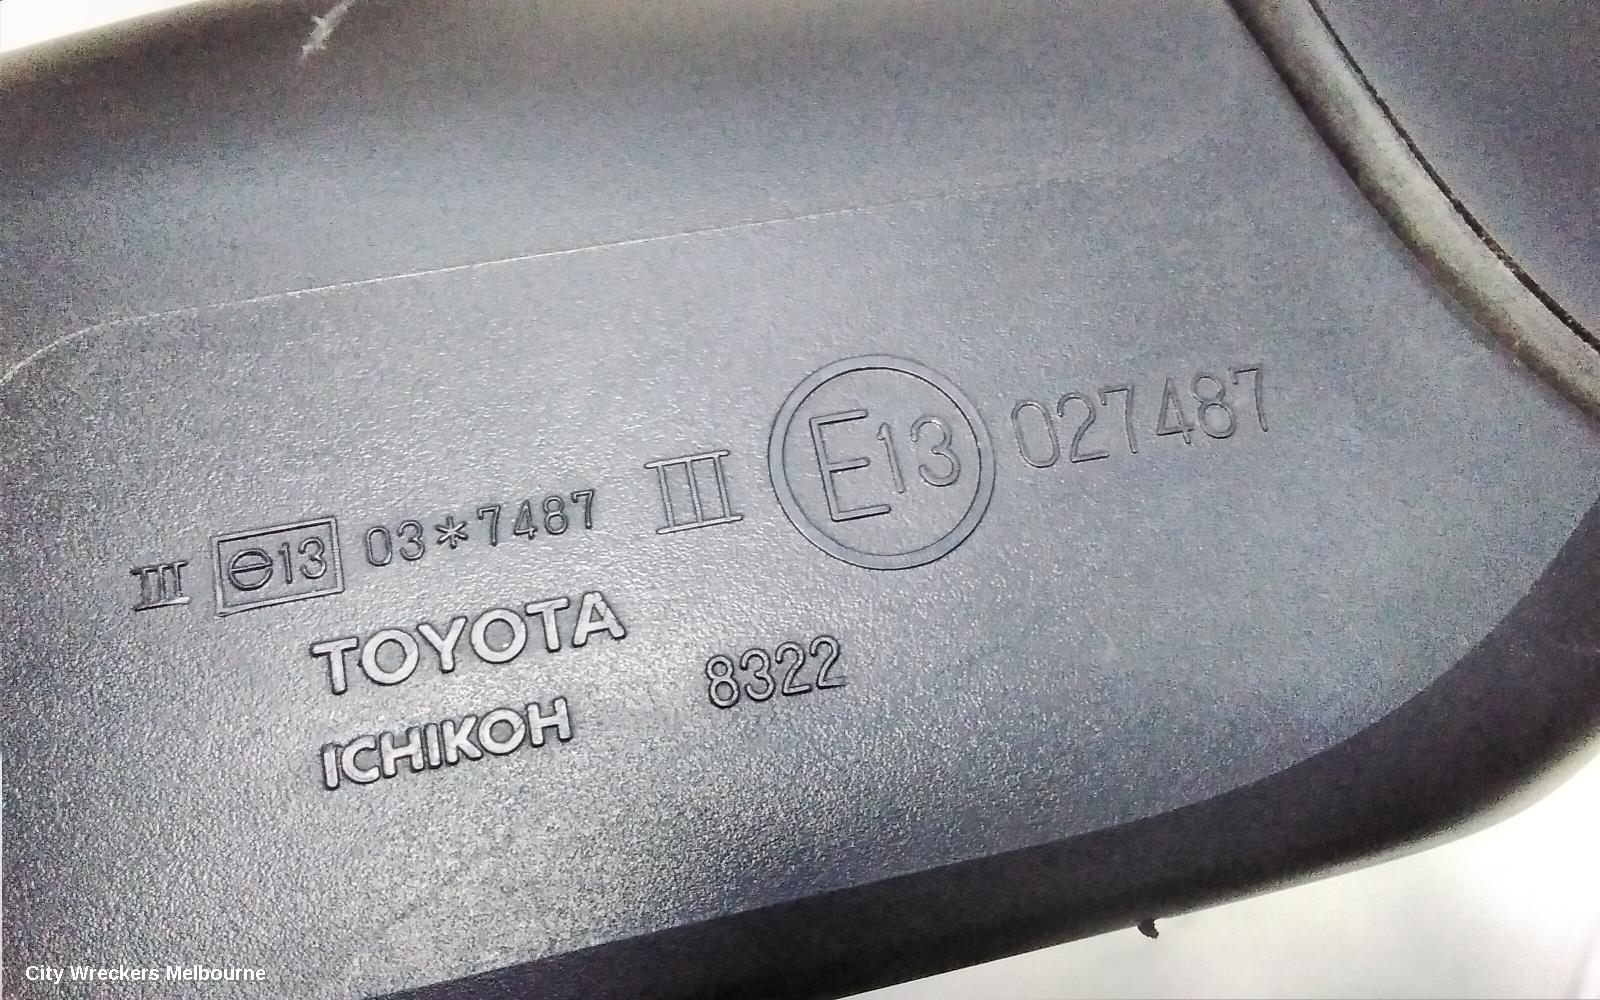 III e13 03*7487 III E13 027487
TOYOTA
ICHIKOH 8322
City Wreckers Melbourne